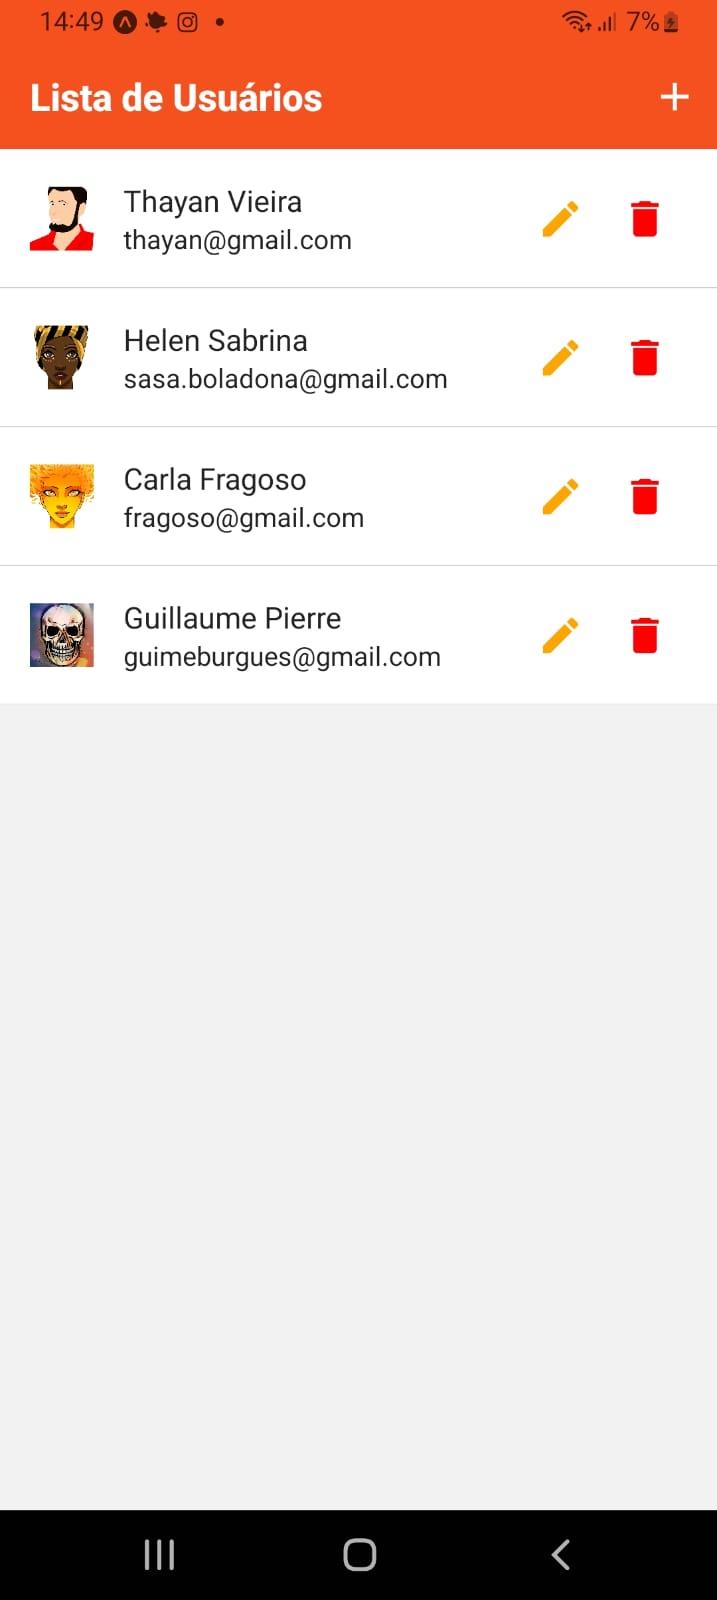 14:49
7%
Lista de Usuários
Thayan Vieira
thayan@gmail.com
Helen Sabrina
sasa.boladona@gmail.com
Carla Fragoso
fragoso@gmail.com
Guillaume Pierre
guimeburgues@gmail.com